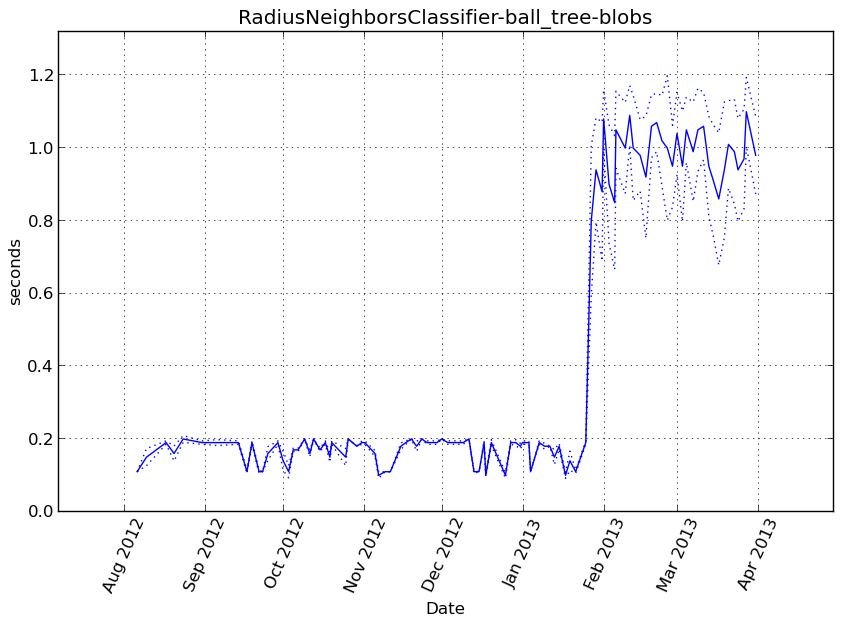 RadiusNeighborsClassifier-ball_tree-blobs
1.2
1.0
0.8
0.6
0.4
0.2
0.0
seconds
Aug 2012
Sep 2012
Oct 2012
Nov 2012
Dec 2012
Jan 2013
Feb 2013
Mar 2013
Apr 2013
Date